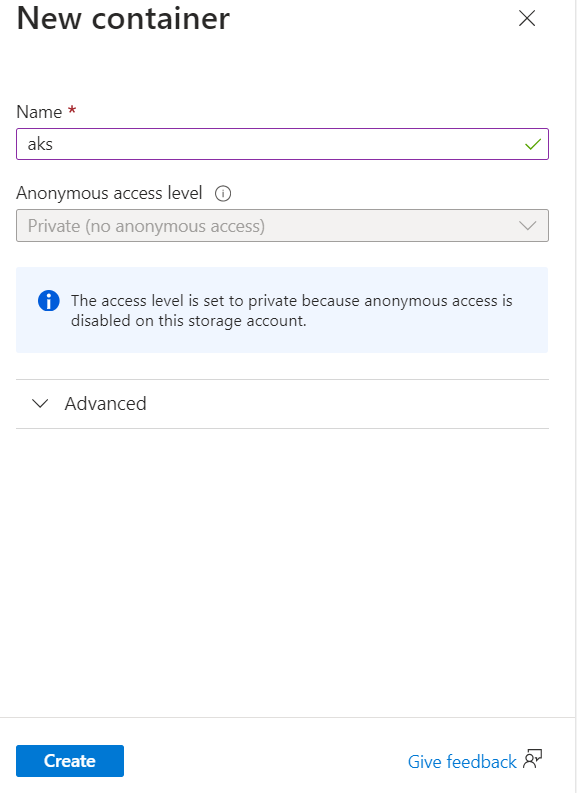 New container
Name *
aks
Anonymous access level
Private (no anonymous access)
The access level is set to private because anonymous access is
disabled on this storage account.
Advanced
Create
Give feedback